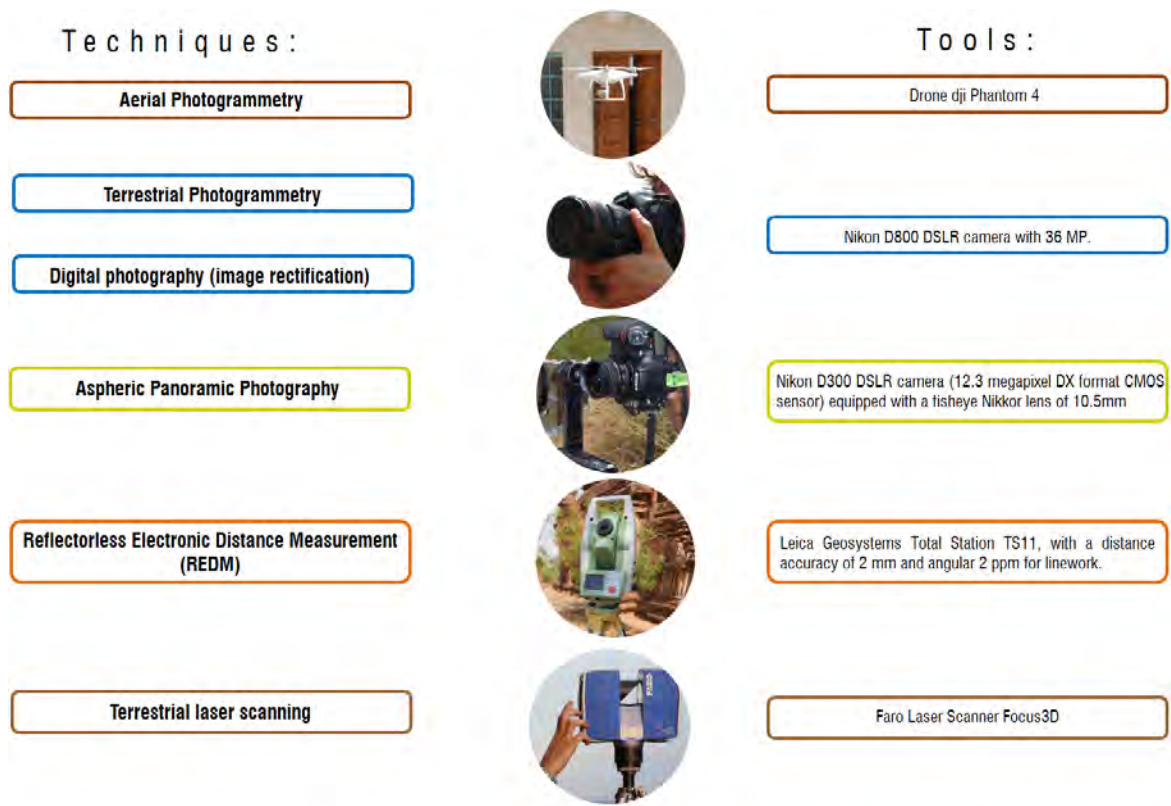 Techniques:
Tools:
Aerial Photogrammetry
Drone dji Phantom 4
Terrestrial Photogrammetry
Nikon D800 DSLR camera with 36 MP.
Digital photography (image rectification)
Aspheric Panoramic Photography
Nikon D300 DSLR camera (12.3 megapixel DX format CMOS
sensor) equipped with a fisheye Nikkor lens of 10.5mm
Reflectorless Electronic Distance Measurement
(REDM)
Leica Geosystems Total Station TS11, with a distance
accuracy of 2 mm and angular 2 ppm for linework.
Terrestrial laser scanning
Faro Laser Scanner Focus3D